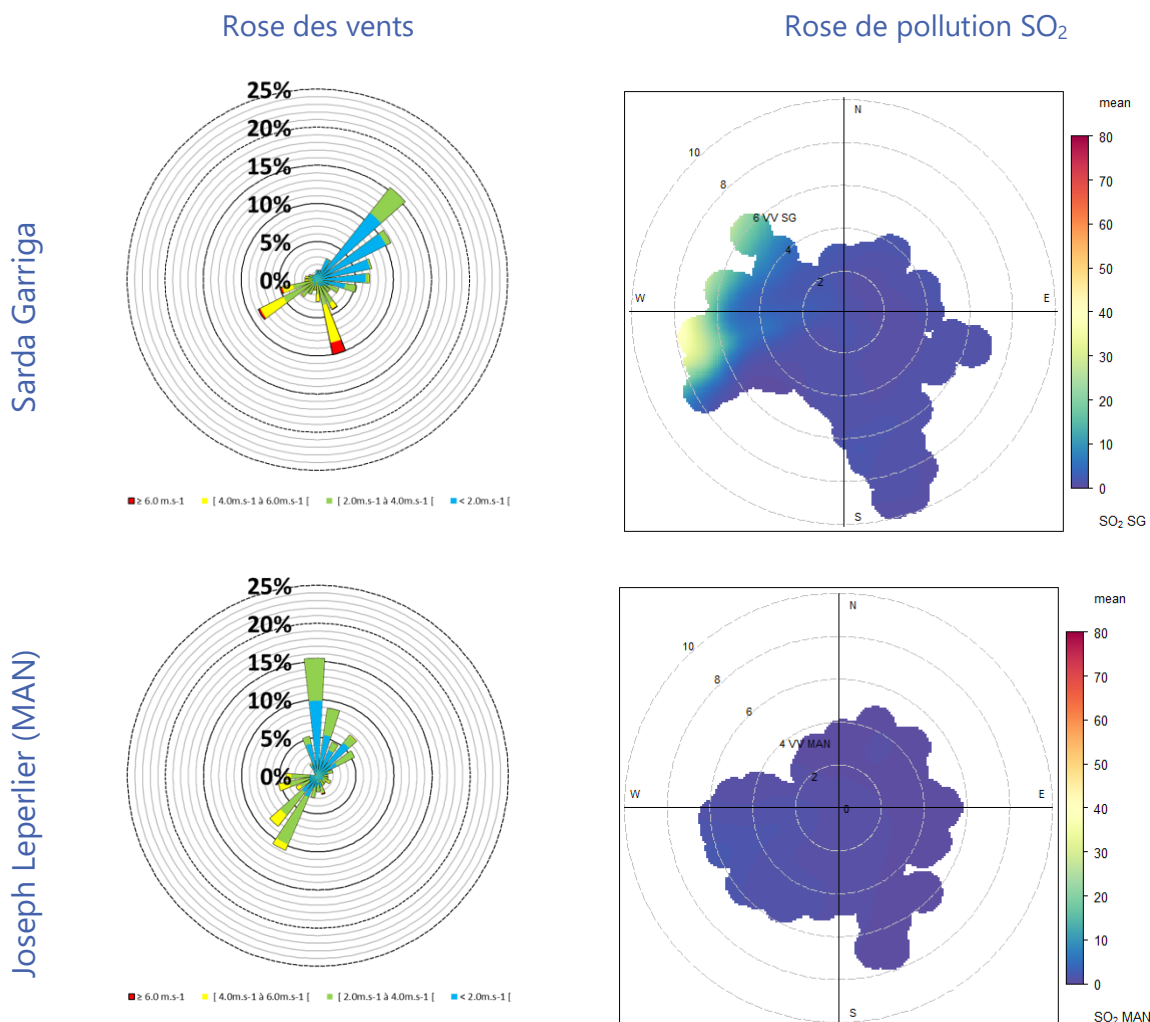 Rose des vents
Rose de pollution SO₂
Sarda Garriga
25%
20%
15%
10%
5%
0%
≥ 6.0 m.s-1 [ 4.0m.s-1 à 6.0m.s-1 [ [ 2.0m.s-1 à 4.0m.s-1 [ < 2.0m.s-1 [
N
10
8
6 VV SG
4
2
W
E
S
mean
80
70
60
50
40
30
20
10
0
SO₂ SG
Joseph Leperlier (MAN)
25%
20%
15%
10%
5%
0%
≥ 6.0 m.s-1 [ 4.0m.s-1 à 6.0m.s-1 [ [ 2.0m.s-1 à 4.0m.s-1 [ < 2.0m.s-1 [
N
10
8
6
4 VV MAN
2
0
W
E
S
mean
80
70
60
50
40
30
20
10
0
SO₂ MAN